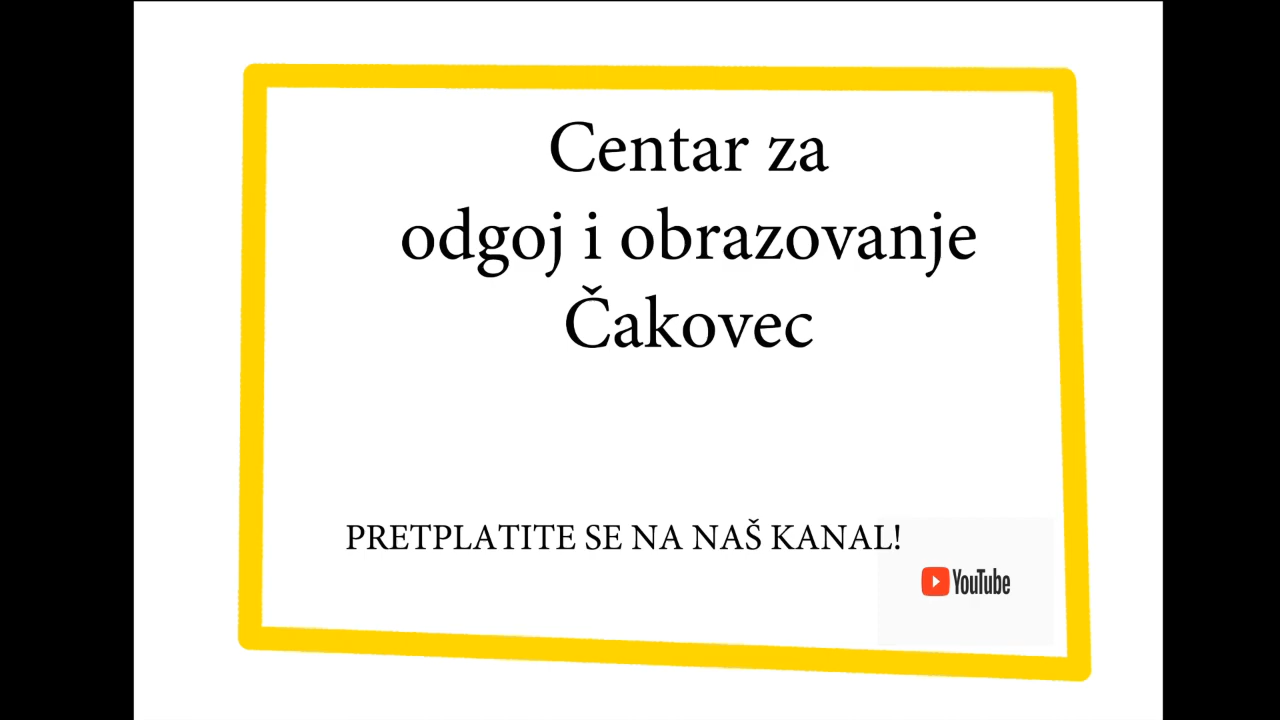 Centar za
odgoj i obrazovanje
Čakovec
PRETPLATITE SE NA NAŠ KANAL!
YouTube